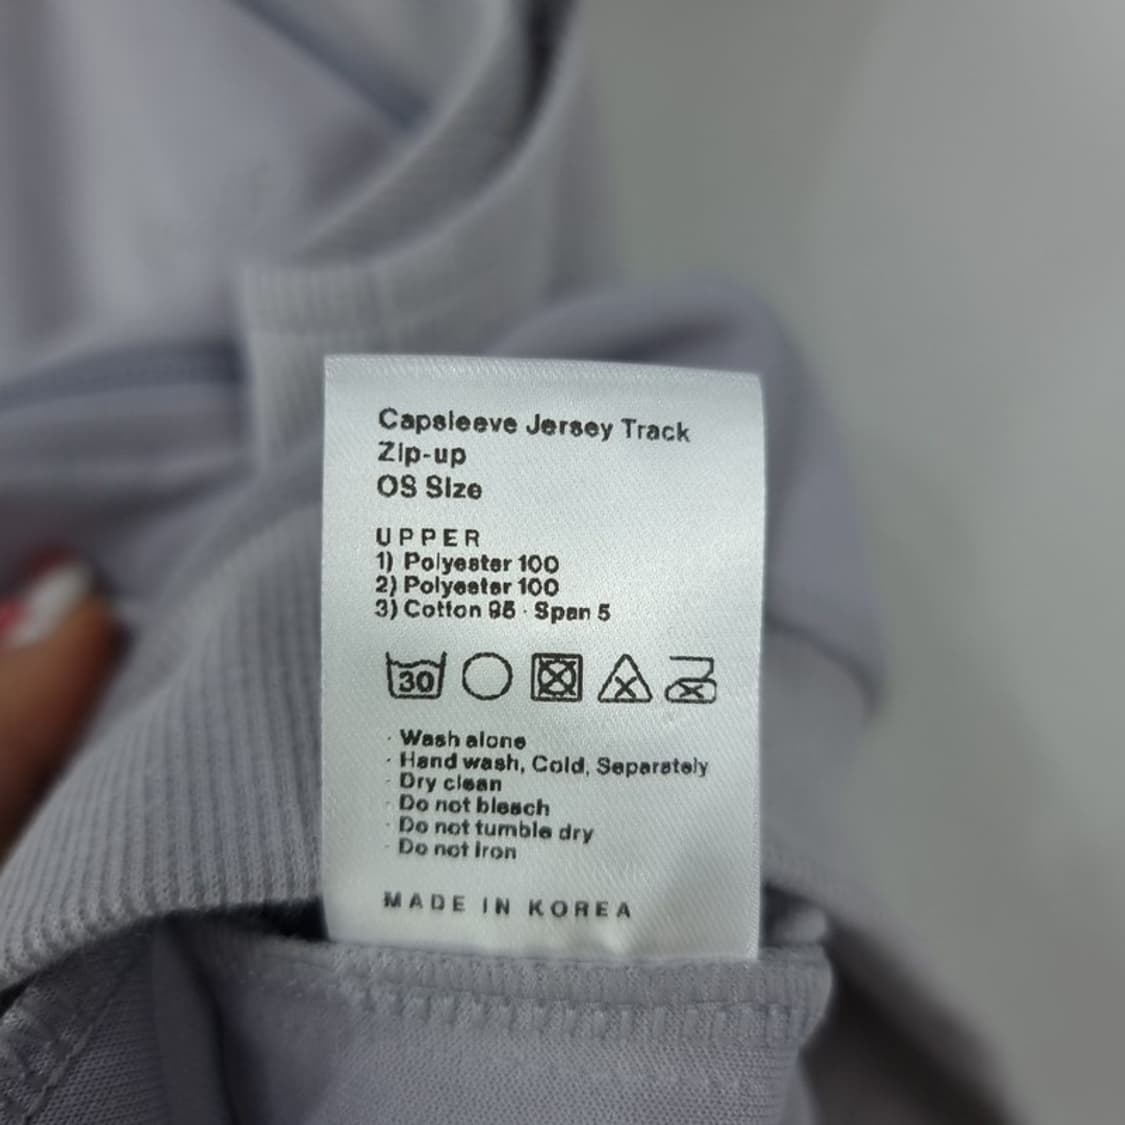 Capsleeve Jersey Track
Zip-up
OS Size
UPPER
1) Polyester 100
2) Polyester 100
3) Cotton 95 · Span 5
30
· Wash alone
· Hand wash, Cold, Separately
· Dry clean
· Do not bleach
· Do not tumble dry
· Do not iron
MADE IN KOREA